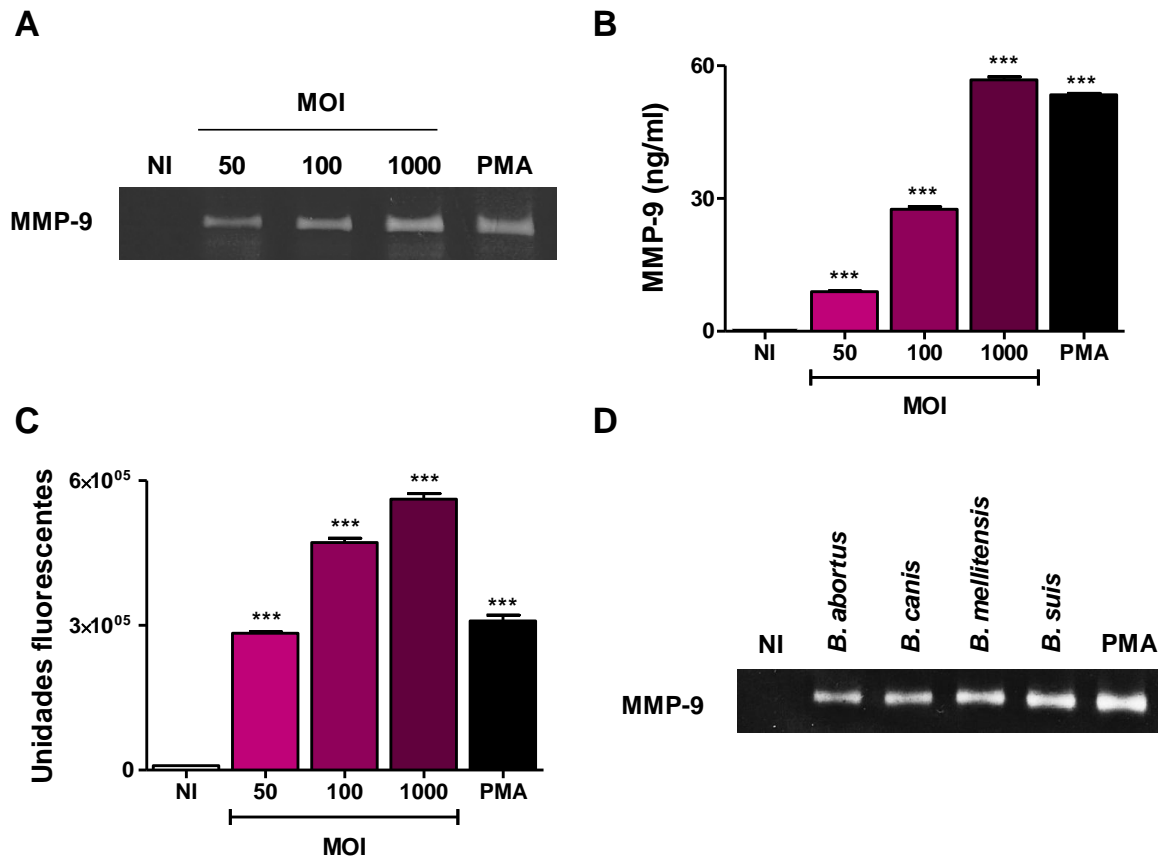 A
MOI
NI 50 100 1000 PMA
MMP-9
B
MMP-9 (ng/ml)
60
30
0
***
***
***
***
NI 50 100 1000 PMA
MOI
C
Unidades fluorescentes
6×10⁰⁵
3×10⁰⁵
0
***
***
***
***
NI 50 100 1000 PMA
MOI
D
NI B. abortus B. canis B. mellitensis B. suis PMA
MMP-9